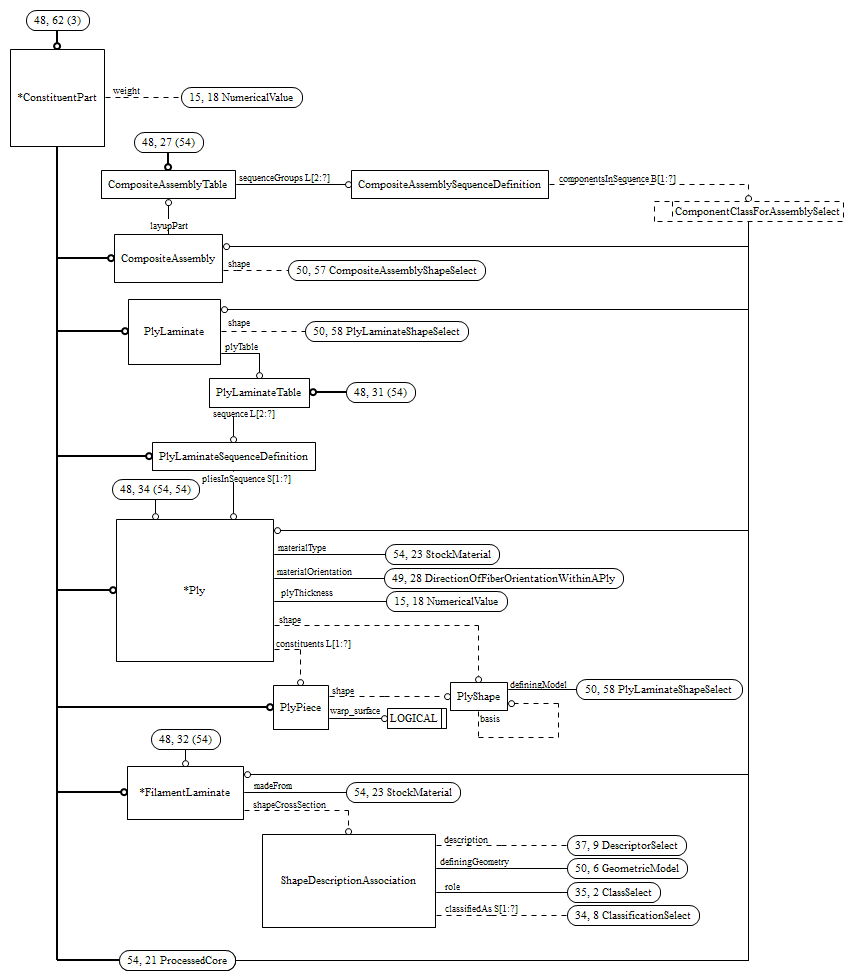 48, 62 (3)
*ConstituentPart
weight
15, 18 NumericalValue
48, 27 (54)
CompositeAssemblyTable
sequenceGroups L[2:?]
CompositeAssemblySequenceDefinition
componentsInSequence B[1:?]
ComponentClassForAssemblySelect
layupPart
CompositeAssembly
shape
50, 57 CompositeAssemblyShapeSelect
PlyLaminate
shape
50, 58 PlyLaminateShapeSelect
plyTable
PlyLaminateTable
48, 31 (54)
sequence L[2:?]
PlyLaminateSequenceDefinition
pliesInSequence S[1:?]
48, 34 (54, 54)
*Ply
materialType
54, 23 StockMaterial
materialOrientation
49, 28 DirectionOfFiberOrientationWithinAPly
plyThickness
15, 18 NumericalValue
shape
constituents L[1:?]
PlyPiece
shape
warp_surface
LOGICAL
PlyShape
definingModel
50, 58 PlyLaminateShapeSelect
basis
48, 32 (54)
*FilamentLaminate
madeFrom
54, 23 StockMaterial
shapeCrossSection
ShapeDescriptionAssociation
description
37, 9 DescriptorSelect
definingGeometry
50, 6 GeometricModel
role
35, 2 ClassSelect
classifiedAs S[1:?]
34, 8 ClassificationSelect
54, 21 ProcessedCore